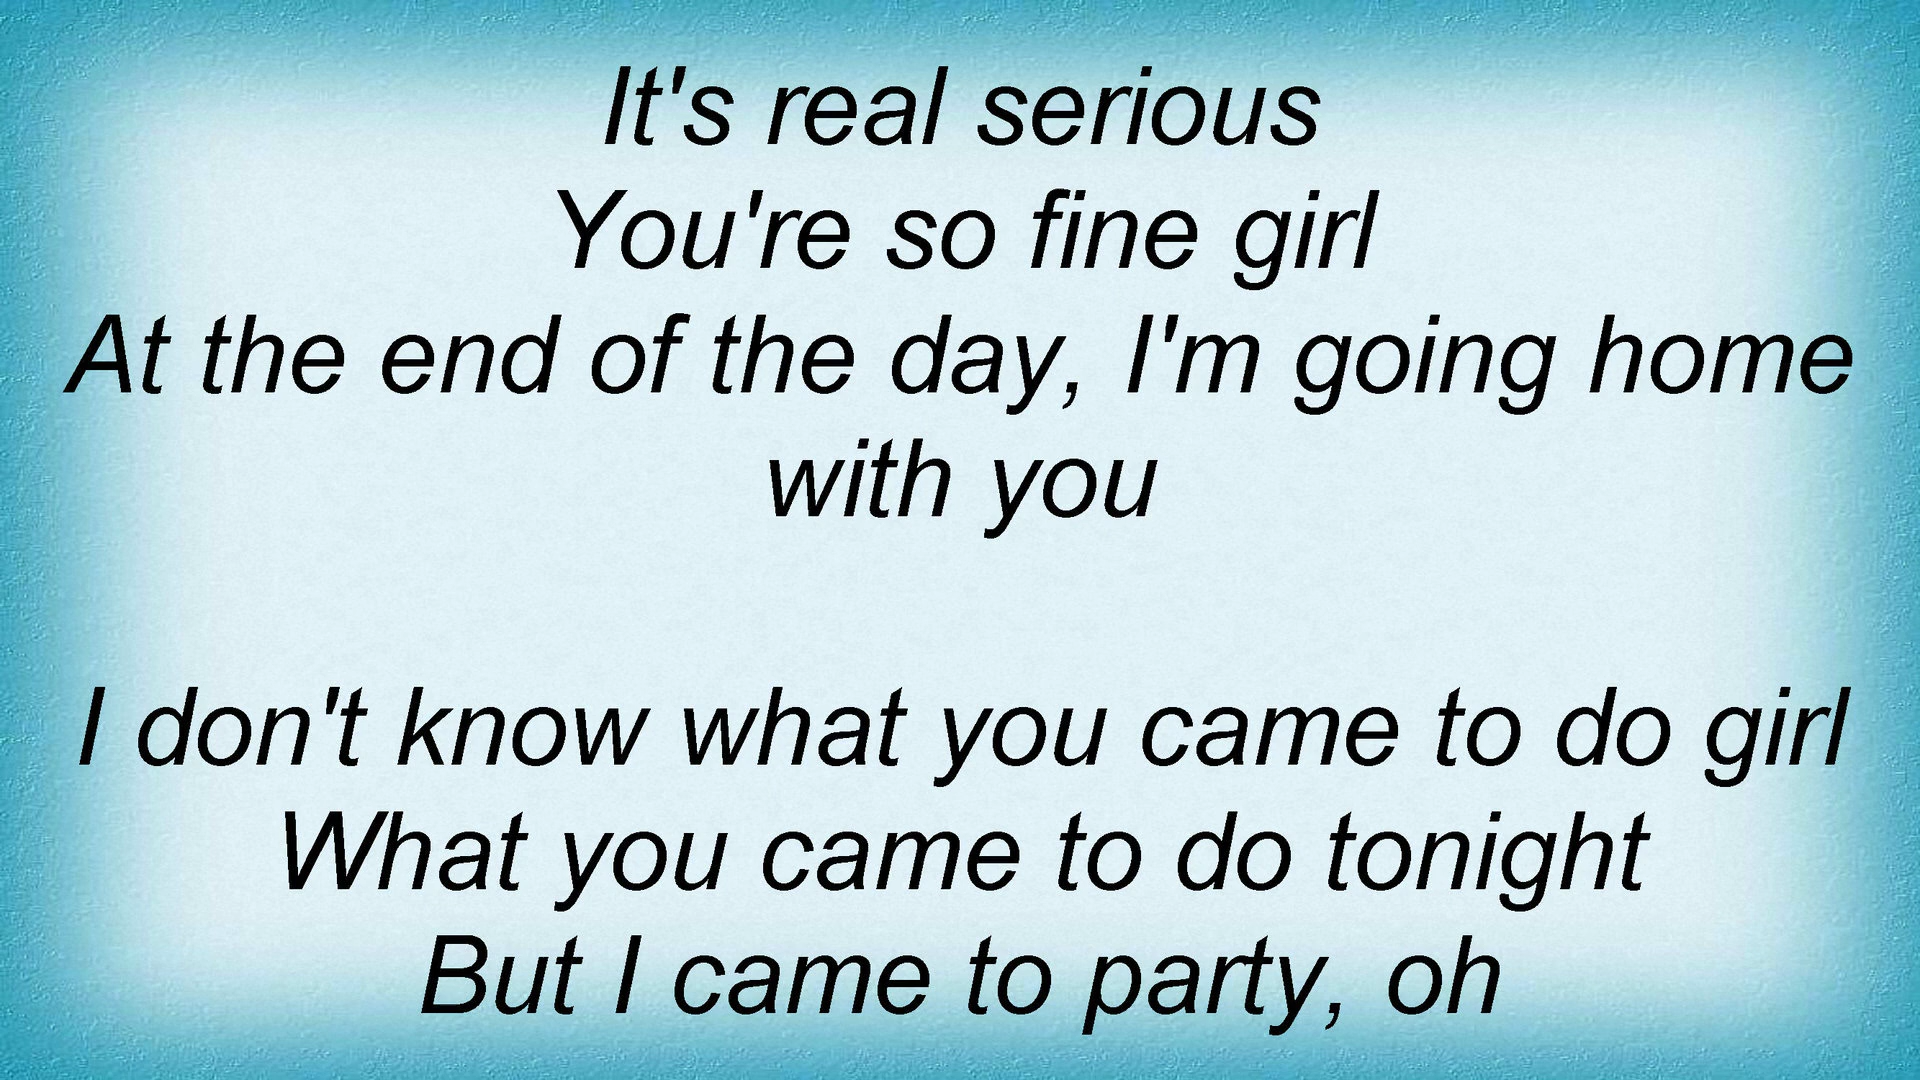 It's real serious
You're so fine girl
At the end of the day, I'm going home
with you
I don't know what you came to do girl
What you came to do tonight
But I came to party, oh